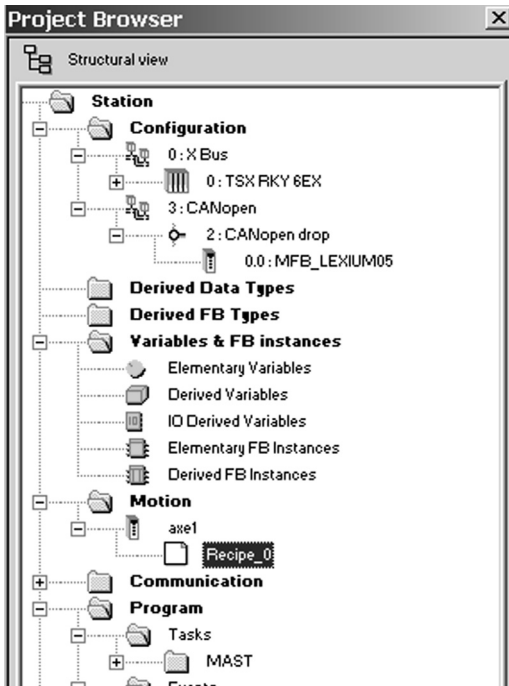 Project Browser
Structural view
Station
Configuration
0 : X Bus
0 : TSX RKY 6EX
3 : CANopen
2 : CANopen drop
0.0 : MFB_LEXIUM05
Derived Data Types
Derived FB Types
Variables & FB instances
Elementary Variables
Derived Variables
IO Derived Variables
Elementary FB Instances
Derived FB Instances
Motion
axe1
Recipe_0
Communication
Program
Tasks
MAST
Events